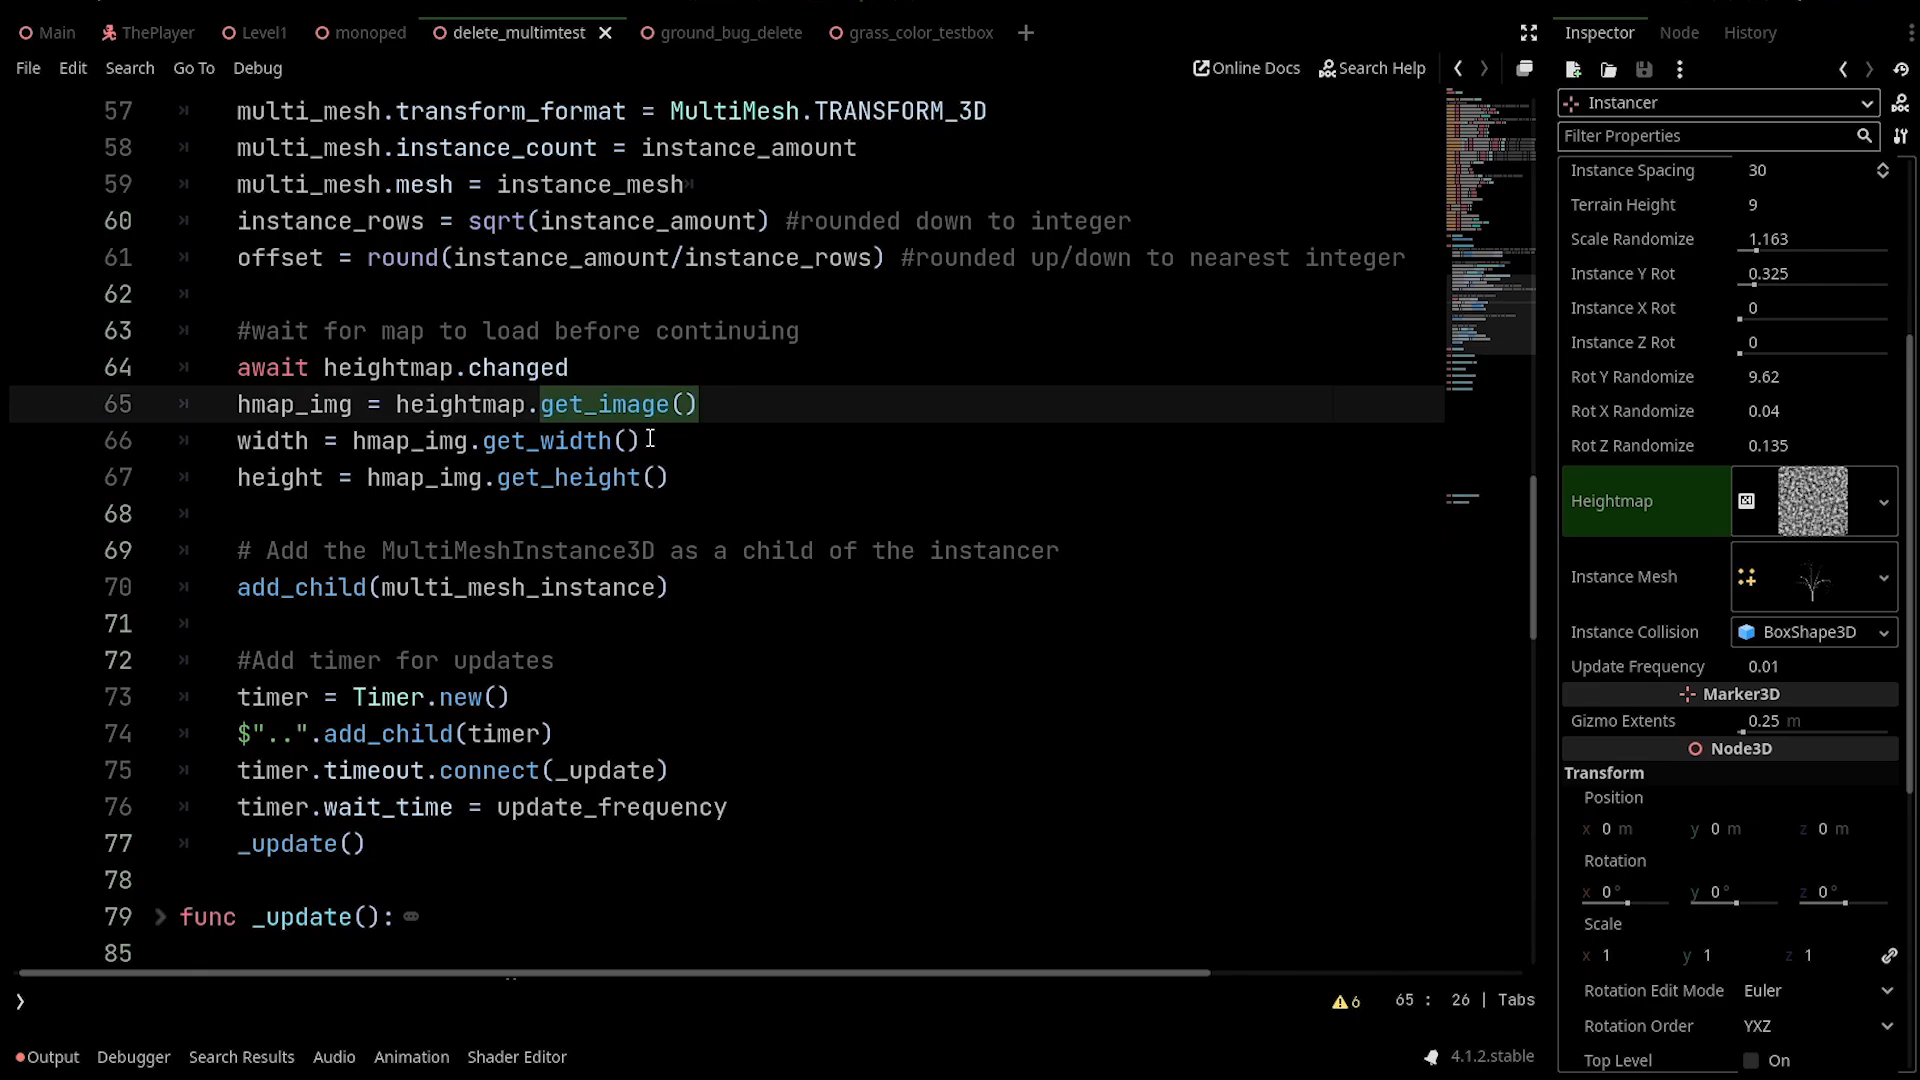 Main
ThePlayer
Level1
monoped
delete_multimtest
ground_bug_delete
grass_color_testbox
File Edit Search Go To Debug
Online Docs
Search Help
57 multi_mesh.transform_format = MultiMesh.TRANSFORM_3D
58 multi_mesh.instance_count = instance_amount
59 multi_mesh.mesh = instance_mesh
60 instance_rows = sqrt(instance_amount) #rounded down to integer
61 offset = round(instance_amount/instance_rows) #rounded up/down to nearest integer
62
63 #wait for map to load before continuing
64 await heightmap.changed
65 hmap_img = heightmap.get_image()
66 width = hmap_img.get_width()
67 height = hmap_img.get_height()
68
69 # Add the MultiMeshInstance3D as a child of the instancer
70 add_child(multi_mesh_instance)
71
72 #Add timer for updates
73 timer = Timer.new()
74 $"..".add_child(timer)
75 timer.timeout.connect(_update)
76 timer.wait_time = update_frequency
77 _update()
78
79 func _update():
85
6 65 : 26 | Tabs
Output Debugger Search Results Audio Animation Shader Editor
4.1.2.stable
Inspector Node History
Instancer
Filter Properties
Instance Spacing 30
Terrain Height 9
Scale Randomize 1.163
Instance Y Rot 0.325
Instance X Rot 0
Instance Z Rot 0
Rot Y Randomize 9.62
Rot X Randomize 0.04
Rot Z Randomize 0.135
Heightmap
Instance Mesh
Instance Collision BoxShape3D
Update Frequency 0.01
Marker3D
Gizmo Extents 0.25 m
Node3D
Transform
Position
x 0 m y 0 m z 0 m
Rotation
x 0° y 0° z 0°
Scale
x 1 y 1 z 1
Rotation Edit Mode Euler
Rotation Order YXZ
Top Level On